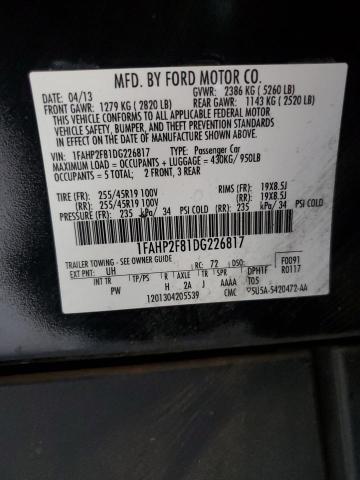 MFD. BY FORD MOTOR CO.
DATE: 04/13 GVWR: 2386 KG (5260 LB)
FRONT GAWR: 1279 KG (2820 LB) REAR GAWR: 1143 KG (2520 LB)
THIS VEHICLE CONFORMS TO ALL APPLICABLE FEDERAL MOTOR
VEHICLE SAFETY, BUMPER, AND THEFT PREVENTION STANDARDS
IN EFFECT ON THE DATE OF MANUFACTURE SHOWN ABOVE.
VIN: 1FAHP2F81DG226817 TYPE: Passenger Car
MAXIMUM LOAD = OCCUPANTS + LUGGAGE = 430KG/950LB
OCCUPANTS = 5 TOTAL: 2 FRONT, 3 REAR
TIRE (FR): 255/45R19 100V RIMS (FR): 19X8.5J
(RR): 255/45R19 100V (RR): 19X8.5J
PRESSURE (FR): 235 kPa/ 34 PSI COLD (RR): 235 kPa/ 34 PSI COLD
1FAHP2F81DG226817
TRAILER TOWING - SEE OWNER GUIDE
EXT PNT: UH RC: 72 DSO: F0091
R0117
INT TR TP/PS R AXLE TR SPR DPHTF
PW H 2A J AAAA TOS
1201304205539 CMC 5U5A-5420472-AA